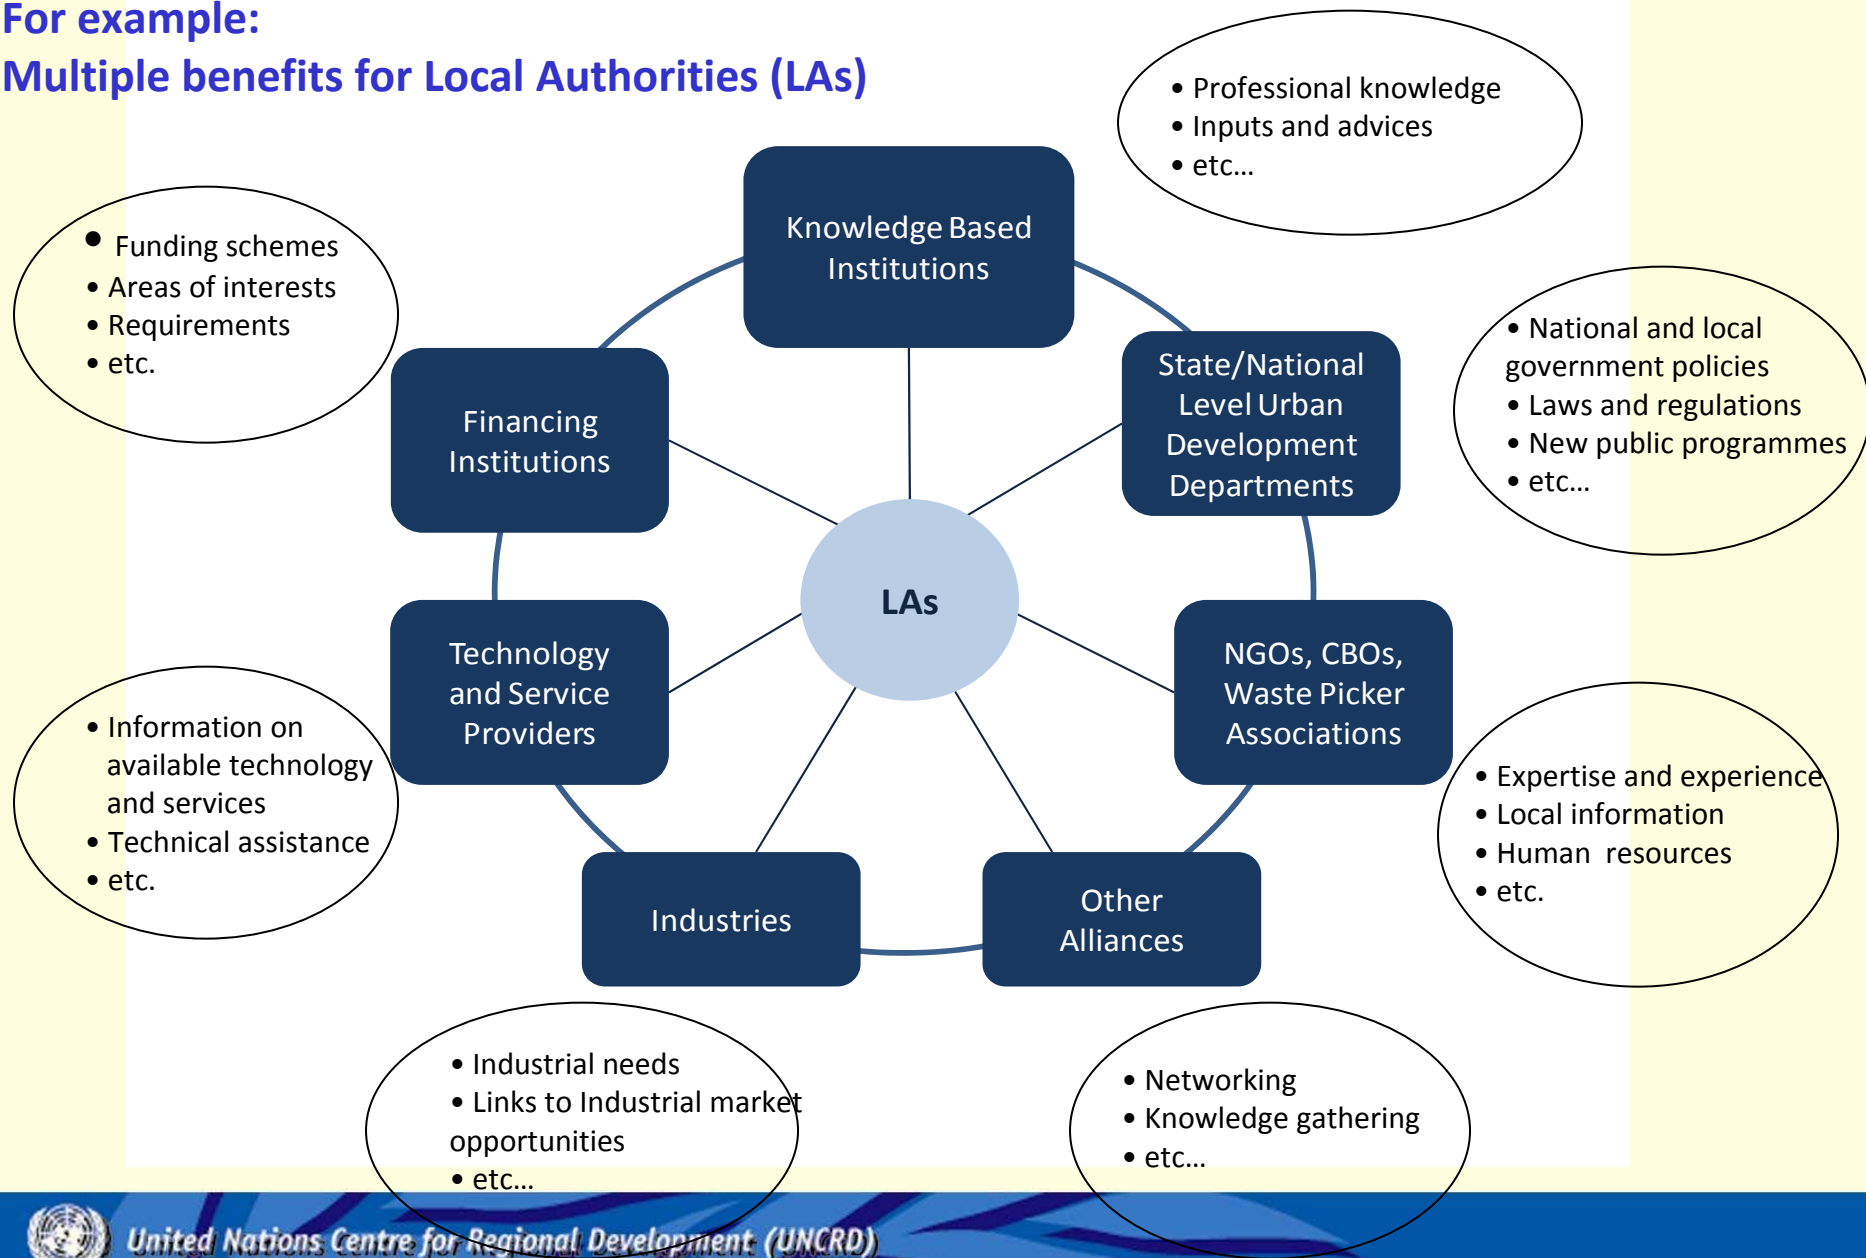 For example:
Multiple benefits for Local Authorities (LAs)
• Professional knowledge
• Inputs and advices
• etc…
Knowledge Based
Institutions
• Funding schemes
• Areas of interests
• Requirements
• etc.
• National and local
government policies
• Laws and regulations
• New public programmes
• etc…
State/National
Level Urban
Development
Departments
Financing
Institutions
LAs
Technology
and Service
Providers
NGOs, CBOs,
Waste Picker
Associations
• Information on
available technology
and services
• Technical assistance
• etc.
• Expertise and experience
• Local information
• Human resources
• etc.
Industries
Other
Alliances
• Industrial needs
• Links to Industrial market
opportunities
• etc…
• Networking
• Knowledge gathering
• etc…
United Nations Centre for Regional Development (UNCRD)